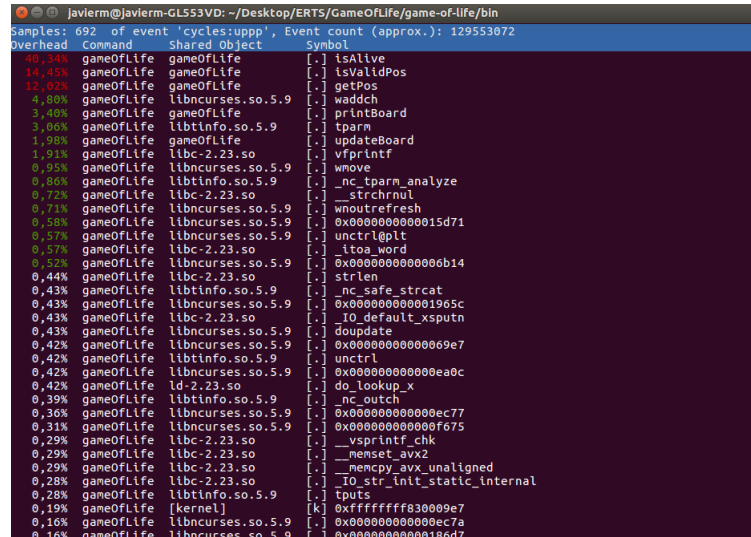 javierm@javierm-GL553VD: ~/Desktop/ERTS/GameOfLife/game-of-life/bin
Samples: 692 of event 'cycles:uppp', Event count (approx.): 129553072
Overhead Command Shared Object Symbol
40,34% gameOfLife gameOfLife [.] isAlive
14,45% gameOfLife gameOfLife [.] isValidPos
12,02% gameOfLife gameOfLife [.] getPos
4,80% gameOfLife libncurses.so.5.9 [.] waddch
3,40% gameOfLife gameOfLife [.] printBoard
3,06% gameOfLife libtinfo.so.5.9 [.] tparm
1,98% gameOfLife gameOfLife [.] updateBoard
1,91% gameOfLife libc-2.23.so [.] vfprintf
0,95% gameOfLife libncurses.so.5.9 [.] wmove
0,86% gameOfLife libtinfo.so.5.9 [.] _nc_tparm_analyze
0,72% gameOfLife libc-2.23.so [.] __strchrnul
0,71% gameOfLife libncurses.so.5.9 [.] wnoutrefresh
0,58% gameOfLife libncurses.so.5.9 [.] 0x0000000000015d71
0,57% gameOfLife libncurses.so.5.9 [.] unctrl@plt
0,57% gameOfLife libc-2.23.so [.] _itoa_word
0,52% gameOfLife libncurses.so.5.9 [.] 0x0000000000006b14
0,44% gameOfLife libc-2.23.so [.] strlen
0,43% gameOfLife libtinfo.so.5.9 [.] _nc_safe_strcat
0,43% gameOfLife libncurses.so.5.9 [.] 0x000000000001965c
0,43% gameOfLife libc-2.23.so [.] _IO_default_xsputn
0,43% gameOfLife libncurses.so.5.9 [.] doupdate
0,42% gameOfLife libncurses.so.5.9 [.] 0x00000000000069e7
0,42% gameOfLife libtinfo.so.5.9 [.] unctrl
0,42% gameOfLife libncurses.so.5.9 [.] 0x000000000000ea0c
0,42% gameOfLife ld-2.23.so [.] do_lookup_x
0,39% gameOfLife libtinfo.so.5.9 [.] _nc_outch
0,36% gameOfLife libncurses.so.5.9 [.] 0x000000000000ec77
0,31% gameOfLife libncurses.so.5.9 [.] 0x000000000000f675
0,29% gameOfLife libc-2.23.so [.] __vsprintf_chk
0,29% gameOfLife libc-2.23.so [.] __memset_avx2
0,29% gameOfLife libc-2.23.so [.] __memcpy_avx_unaligned
0,28% gameOfLife libc-2.23.so [.] _IO_str_init_static_internal
0,28% gameOfLife libtinfo.so.5.9 [.] tputs
0,19% gameOfLife [kernel] [k] 0xffffffff830009e7
0,16% gameOfLife libncurses.so.5.9 [.] 0x000000000000ec7a
0,16% gameOfLife libncurses.so.5.9 [.] 0x00000000000186d7